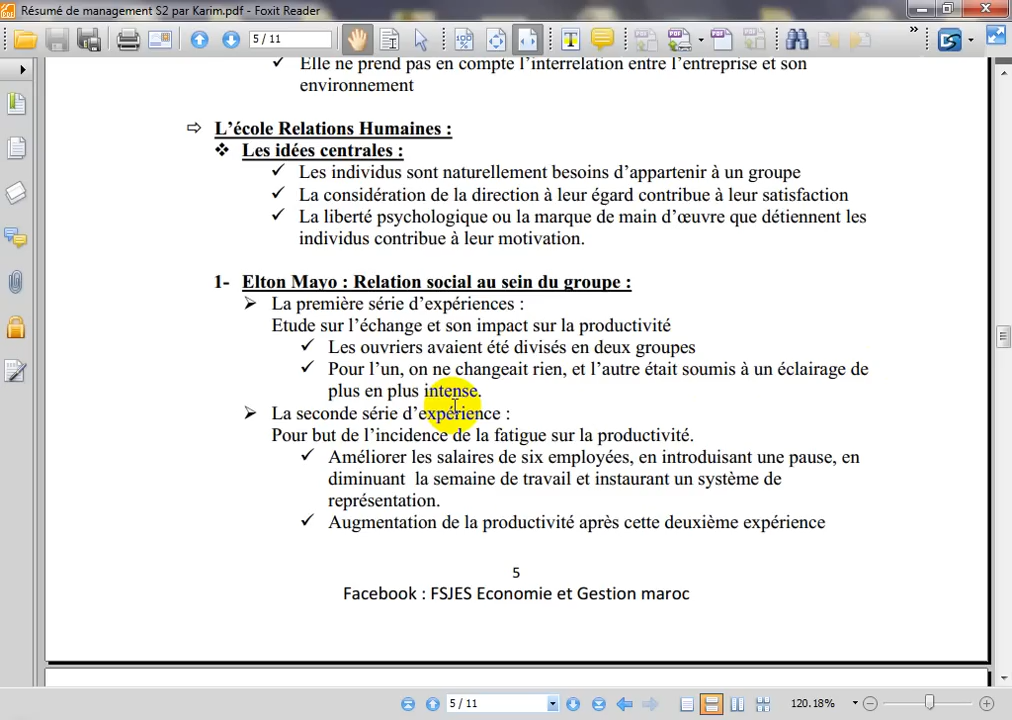 Résumé de management S2 par Karim.pdf - Foxit Reader
5 / 11
Elle ne prend pas en compte l'interrelation entre l'entreprise et son
environnement
L'école Relations Humaines :
Les idées centrales :
Les individus sont naturellement besoins d'appartenir à un groupe
La considération de la direction à leur égard contribue à leur satisfaction
La liberté psychologique ou la marque de main d'œuvre que détiennent les
individus contribue à leur motivation.
1- Elton Mayo : Relation social au sein du groupe :
La première série d'expériences :
Etude sur l'échange et son impact sur la productivité
Les ouvriers avaient été divisés en deux groupes
Pour l'un, on ne changeait rien, et l'autre était soumis à un éclairage de
plus en plus intense.
La seconde série d'expérience :
Pour but de l'incidence de la fatigue sur la productivité.
Améliorer les salaires de six employées, en introduisant une pause, en
diminuant la semaine de travail et instaurant un système de
représentation.
Augmentation de la productivité après cette deuxième expérience
5
Facebook : FSJES Economie et Gestion maroc
5 / 11
120.18%